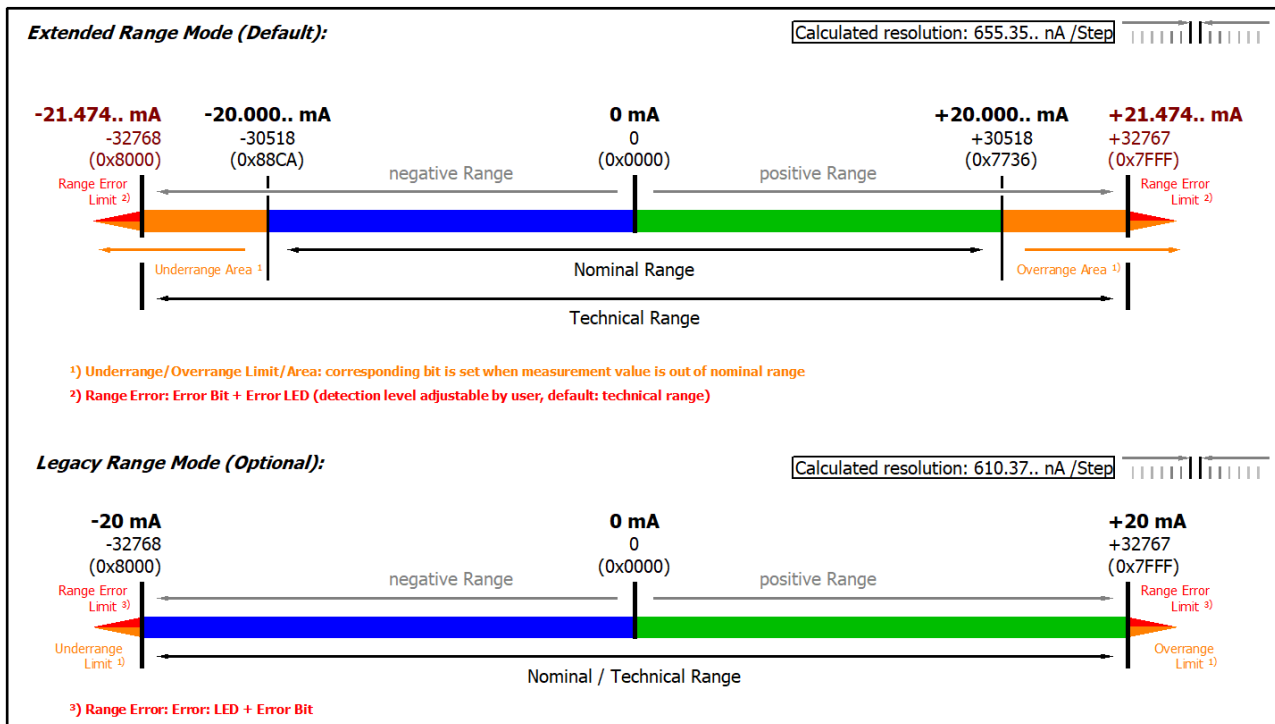 Extended Range Mode (Default):
Calculated resolution: 655.35.. nA /Step
-21.474.. mA -20.000.. mA 0 mA +20.000.. mA +21.474.. mA
-32768 -30518 0 +30518 +32767
(0x8000) (0x88CA) (0x0000) (0x7736) (0x7FFF)
negative Range positive Range
Range Error Limit ²⁾
Range Error Limit ²⁾
Underrange Area ¹
Nominal Range
Overrange Area ¹⁾
Technical Range
¹) Underrange/Overrange Limit/Area: corresponding bit is set when measurement value is out of nominal range
²) Range Error: Error Bit + Error LED (detection level adjustable by user, default: technical range)
Legacy Range Mode (Optional):
Calculated resolution: 610.37.. nA /Step
-20 mA 0 mA +20 mA
-32768 0 +32767
(0x8000) (0x0000) (0x7FFF)
negative Range positive Range
Range Error Limit ³⁾
Range Error Limit ³⁾
Underrange Limit ¹⁾
Overrange Limit ¹⁾
Nominal / Technical Range
³) Range Error: Error: LED + Error Bit